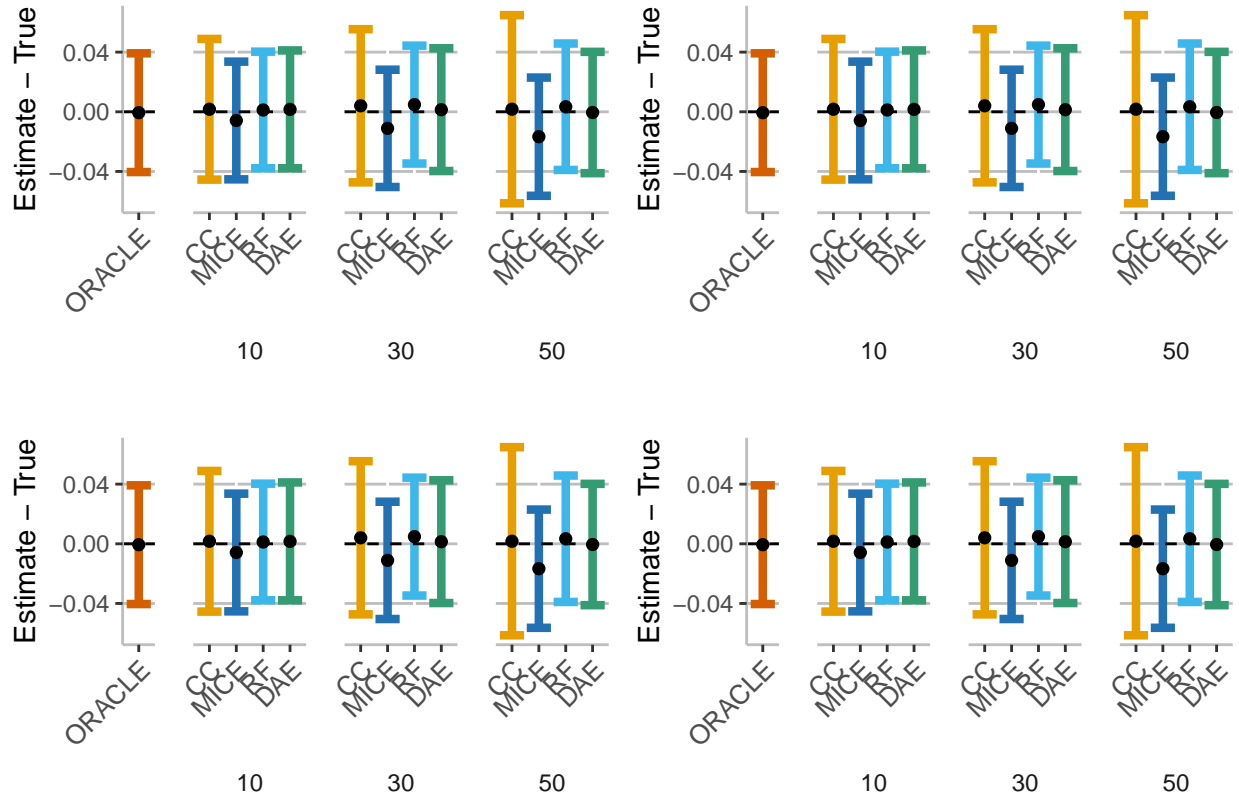 Estimate − True
0.04
0.00
−0.04
ORACLE
CC
MICE
RF
DAE
CC
MICE
RF
DAE
CC
MICE
RF
DAE
10
30
50
Estimate − True
0.04
0.00
−0.04
ORACLE
CC
MICE
RF
DAE
CC
MICE
RF
DAE
CC
MICE
RF
DAE
10
30
50
Estimate − True
0.04
0.00
−0.04
ORACLE
CC
MICE
RF
DAE
CC
MICE
RF
DAE
CC
MICE
RF
DAE
10
30
50
Estimate − True
0.04
0.00
−0.04
ORACLE
CC
MICE
RF
DAE
CC
MICE
RF
DAE
CC
MICE
RF
DAE
10
30
50